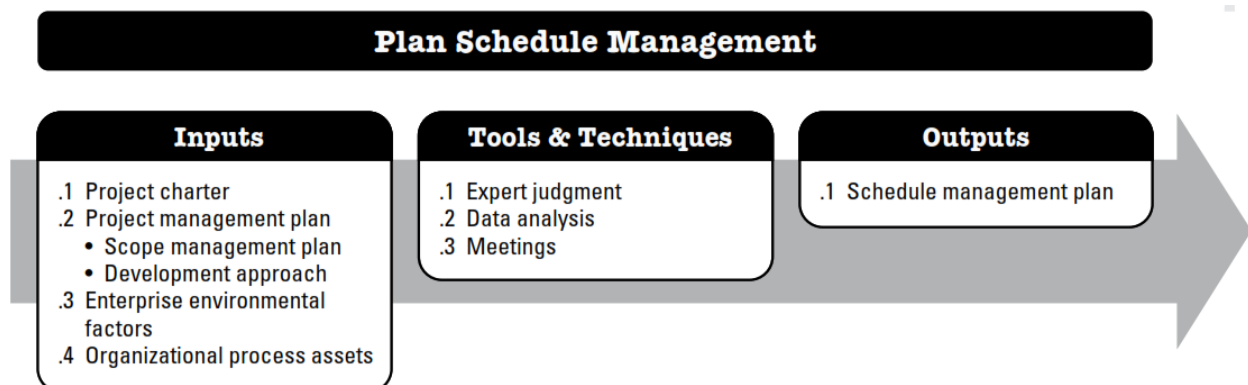 Plan Schedule Management
Inputs
.1 Project charter
.2 Project management plan
• Scope management plan
• Development approach
.3 Enterprise environmental
factors
.4 Organizational process assets
Tools & Techniques
.1 Expert judgment
.2 Data analysis
.3 Meetings
Outputs
.1 Schedule management plan